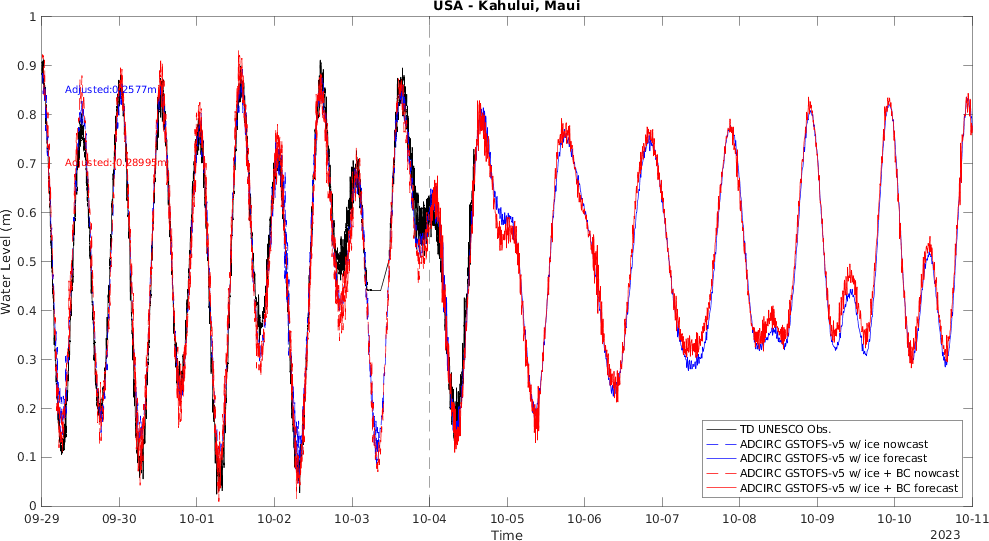 USA - Kahului, Maui
1
0.9
0.8
0.7
0.6
0.5
0.4
0.3
0.2
0.1
0
Water Level (m)
Adjusted:0.2577m
Adjusted:-0.28995m
TD UNESCO Obs.
ADCIRC GSTOFS-v5 w/ ice nowcast
ADCIRC GSTOFS-v5 w/ ice forecast
ADCIRC GSTOFS-v5 w/ ice + BC nowcast
ADCIRC GSTOFS-v5 w/ ice + BC forecast
09-29 09-30 10-01 10-02 10-03 10-04 10-05 10-06 10-07 10-08 10-09 10-10 10-11
Time
2023